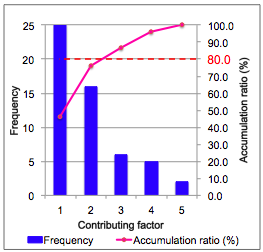 25 100.0
90.0
20 80.0
70.0
15 60.0
50.0
10 40.0
30.0
5 20.0
10.0
0 0.0
Frequency
Accumulation ratio (%)
1 2 3 4 5
Contributing factor
Frequency Accumulation ratio (%)